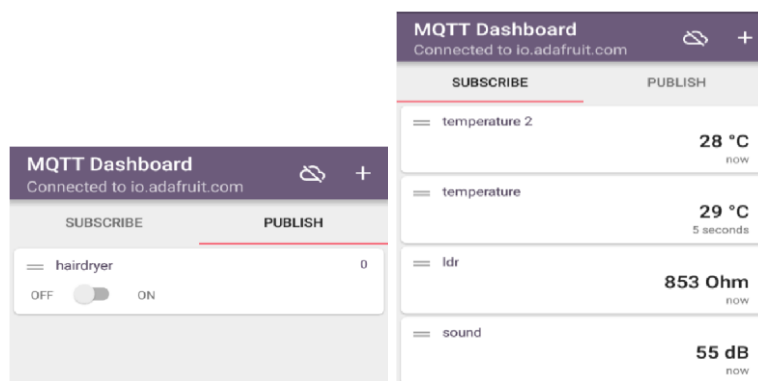 MQTT Dashboard
Connected to io.adafruit.com
SUBSCRIBE PUBLISH
hairdryer 0
OFF ON
MQTT Dashboard
Connected to io.adafruit.com
SUBSCRIBE PUBLISH
temperature 2
28 °C
now
temperature
29 °C
5 seconds
ldr
853 Ohm
now
sound
55 dB
now